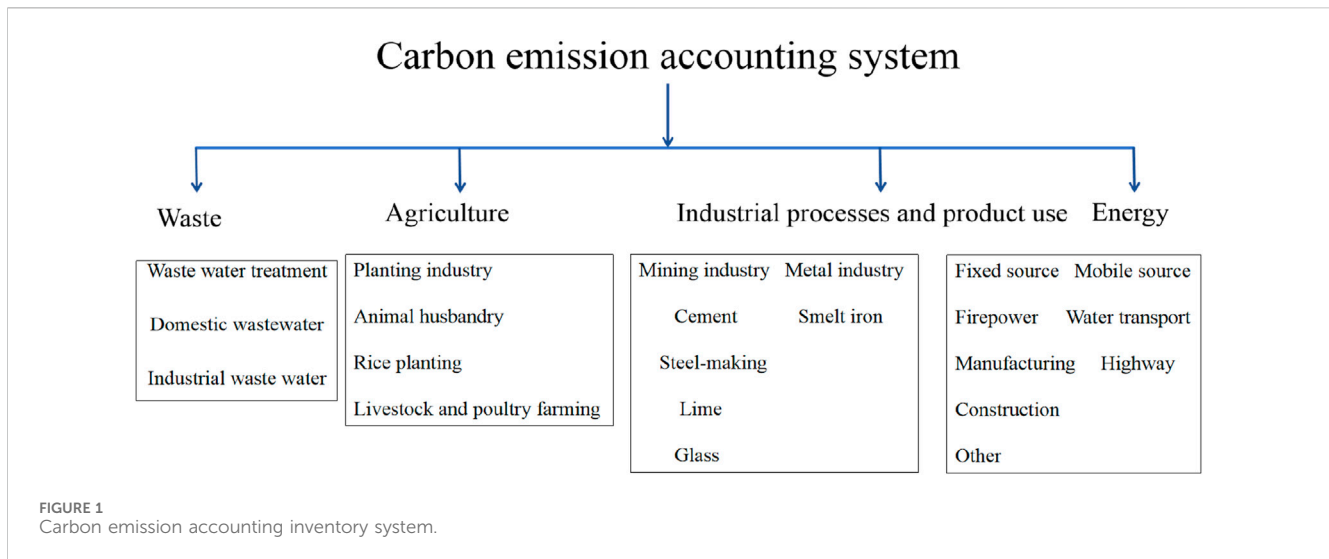 Carbon emission accounting system
Waste
Agriculture
Industrial processes and product use
Energy
Waste water treatment
Domestic wastewater
Industrial waste water
Planting industry
Animal husbandry
Rice planting
Livestock and poultry farming
Mining industry
Cement
Steel-making
Lime
Glass
Metal industry
Smelt iron
Fixed source
Firepower
Manufacturing
Construction
Other
Mobile source
Water transport
Highway
FIGURE 1
Carbon emission accounting inventory system.